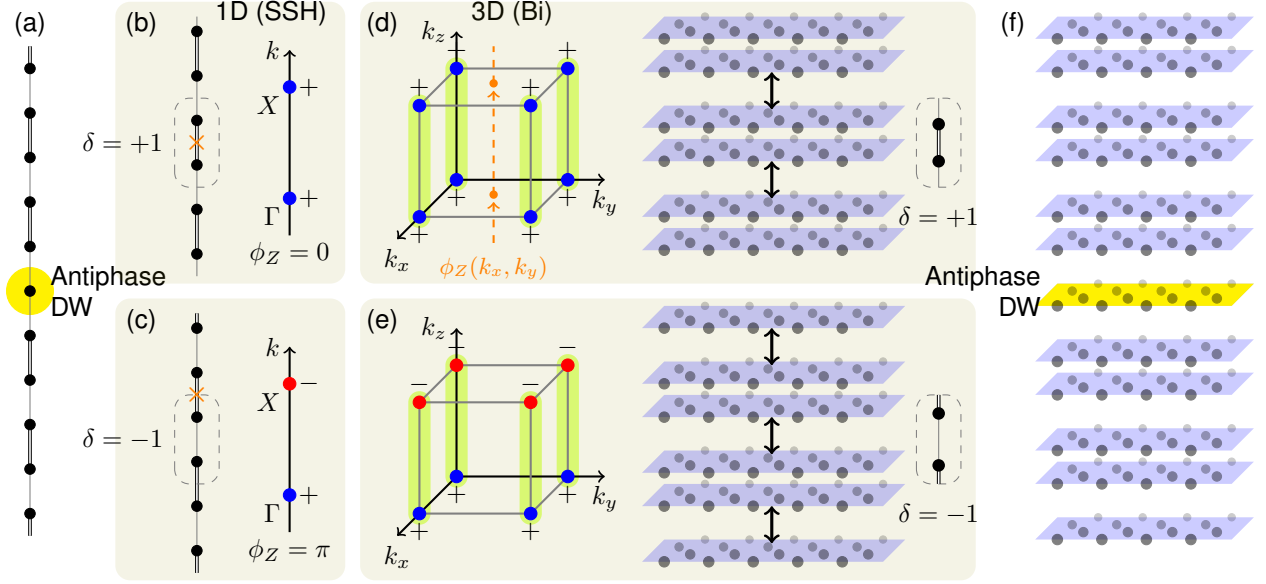 (a)
Antiphase
DW
(b)
1D (SSH)
δ = +1
k
X
+
Γ
+
ϕ_Z = 0
(c)
δ = −1
k
X
−
Γ
+
ϕ_Z = π
3D (Bi)
(d)
k_z
+
+
+
+
+
+
k_y
+
+
k_x
ϕ_Z(k_x, k_y)
δ = +1
(e)
k_z
−
−
−
−
+
+
k_y
+
+
k_x
δ = −1
(f)
Antiphase
DW